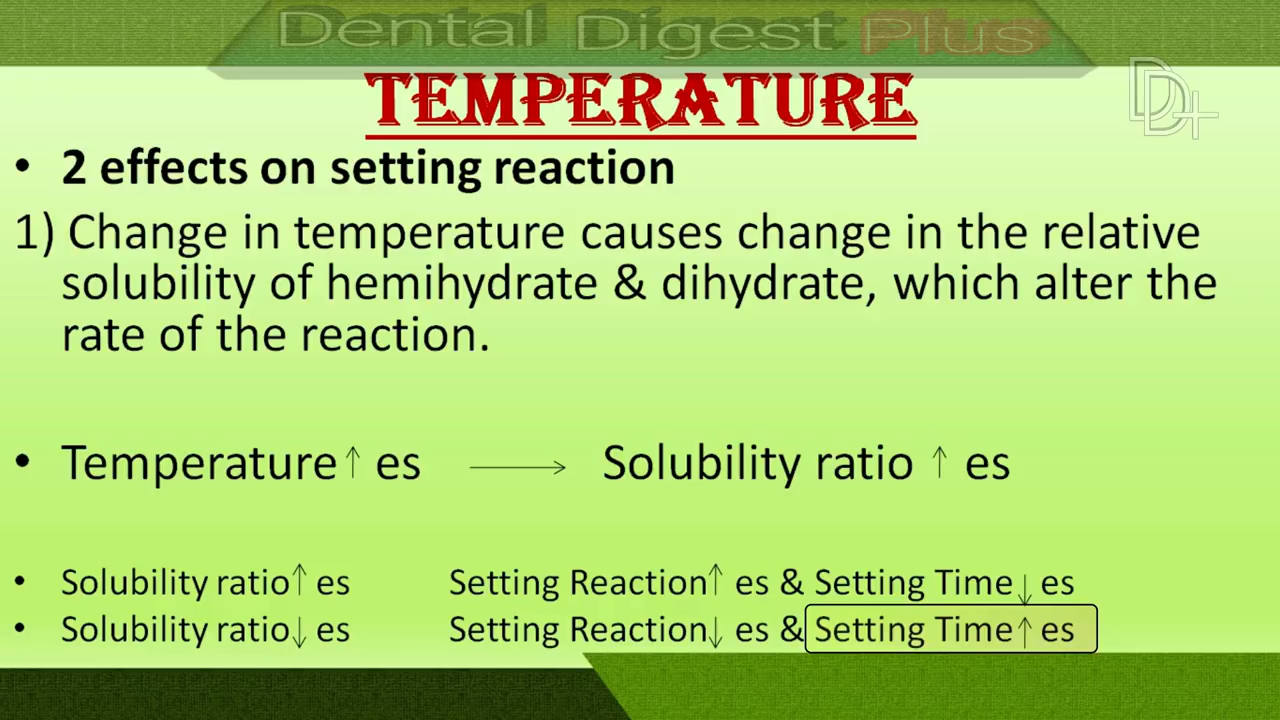 Dental Digest Plus
DD+
TEMPERATURE
• 2 effects on setting reaction
1) Change in temperature causes change in the relative
solubility of hemihydrate & dihydrate, which alter the
rate of the reaction.
• Temperature ↑ es → Solubility ratio ↑ es
• Solubility ratio ↑ es Setting Reaction ↑ es & Setting Time ↓ es
• Solubility ratio ↓ es Setting Reaction ↓ es & Setting Time ↑ es